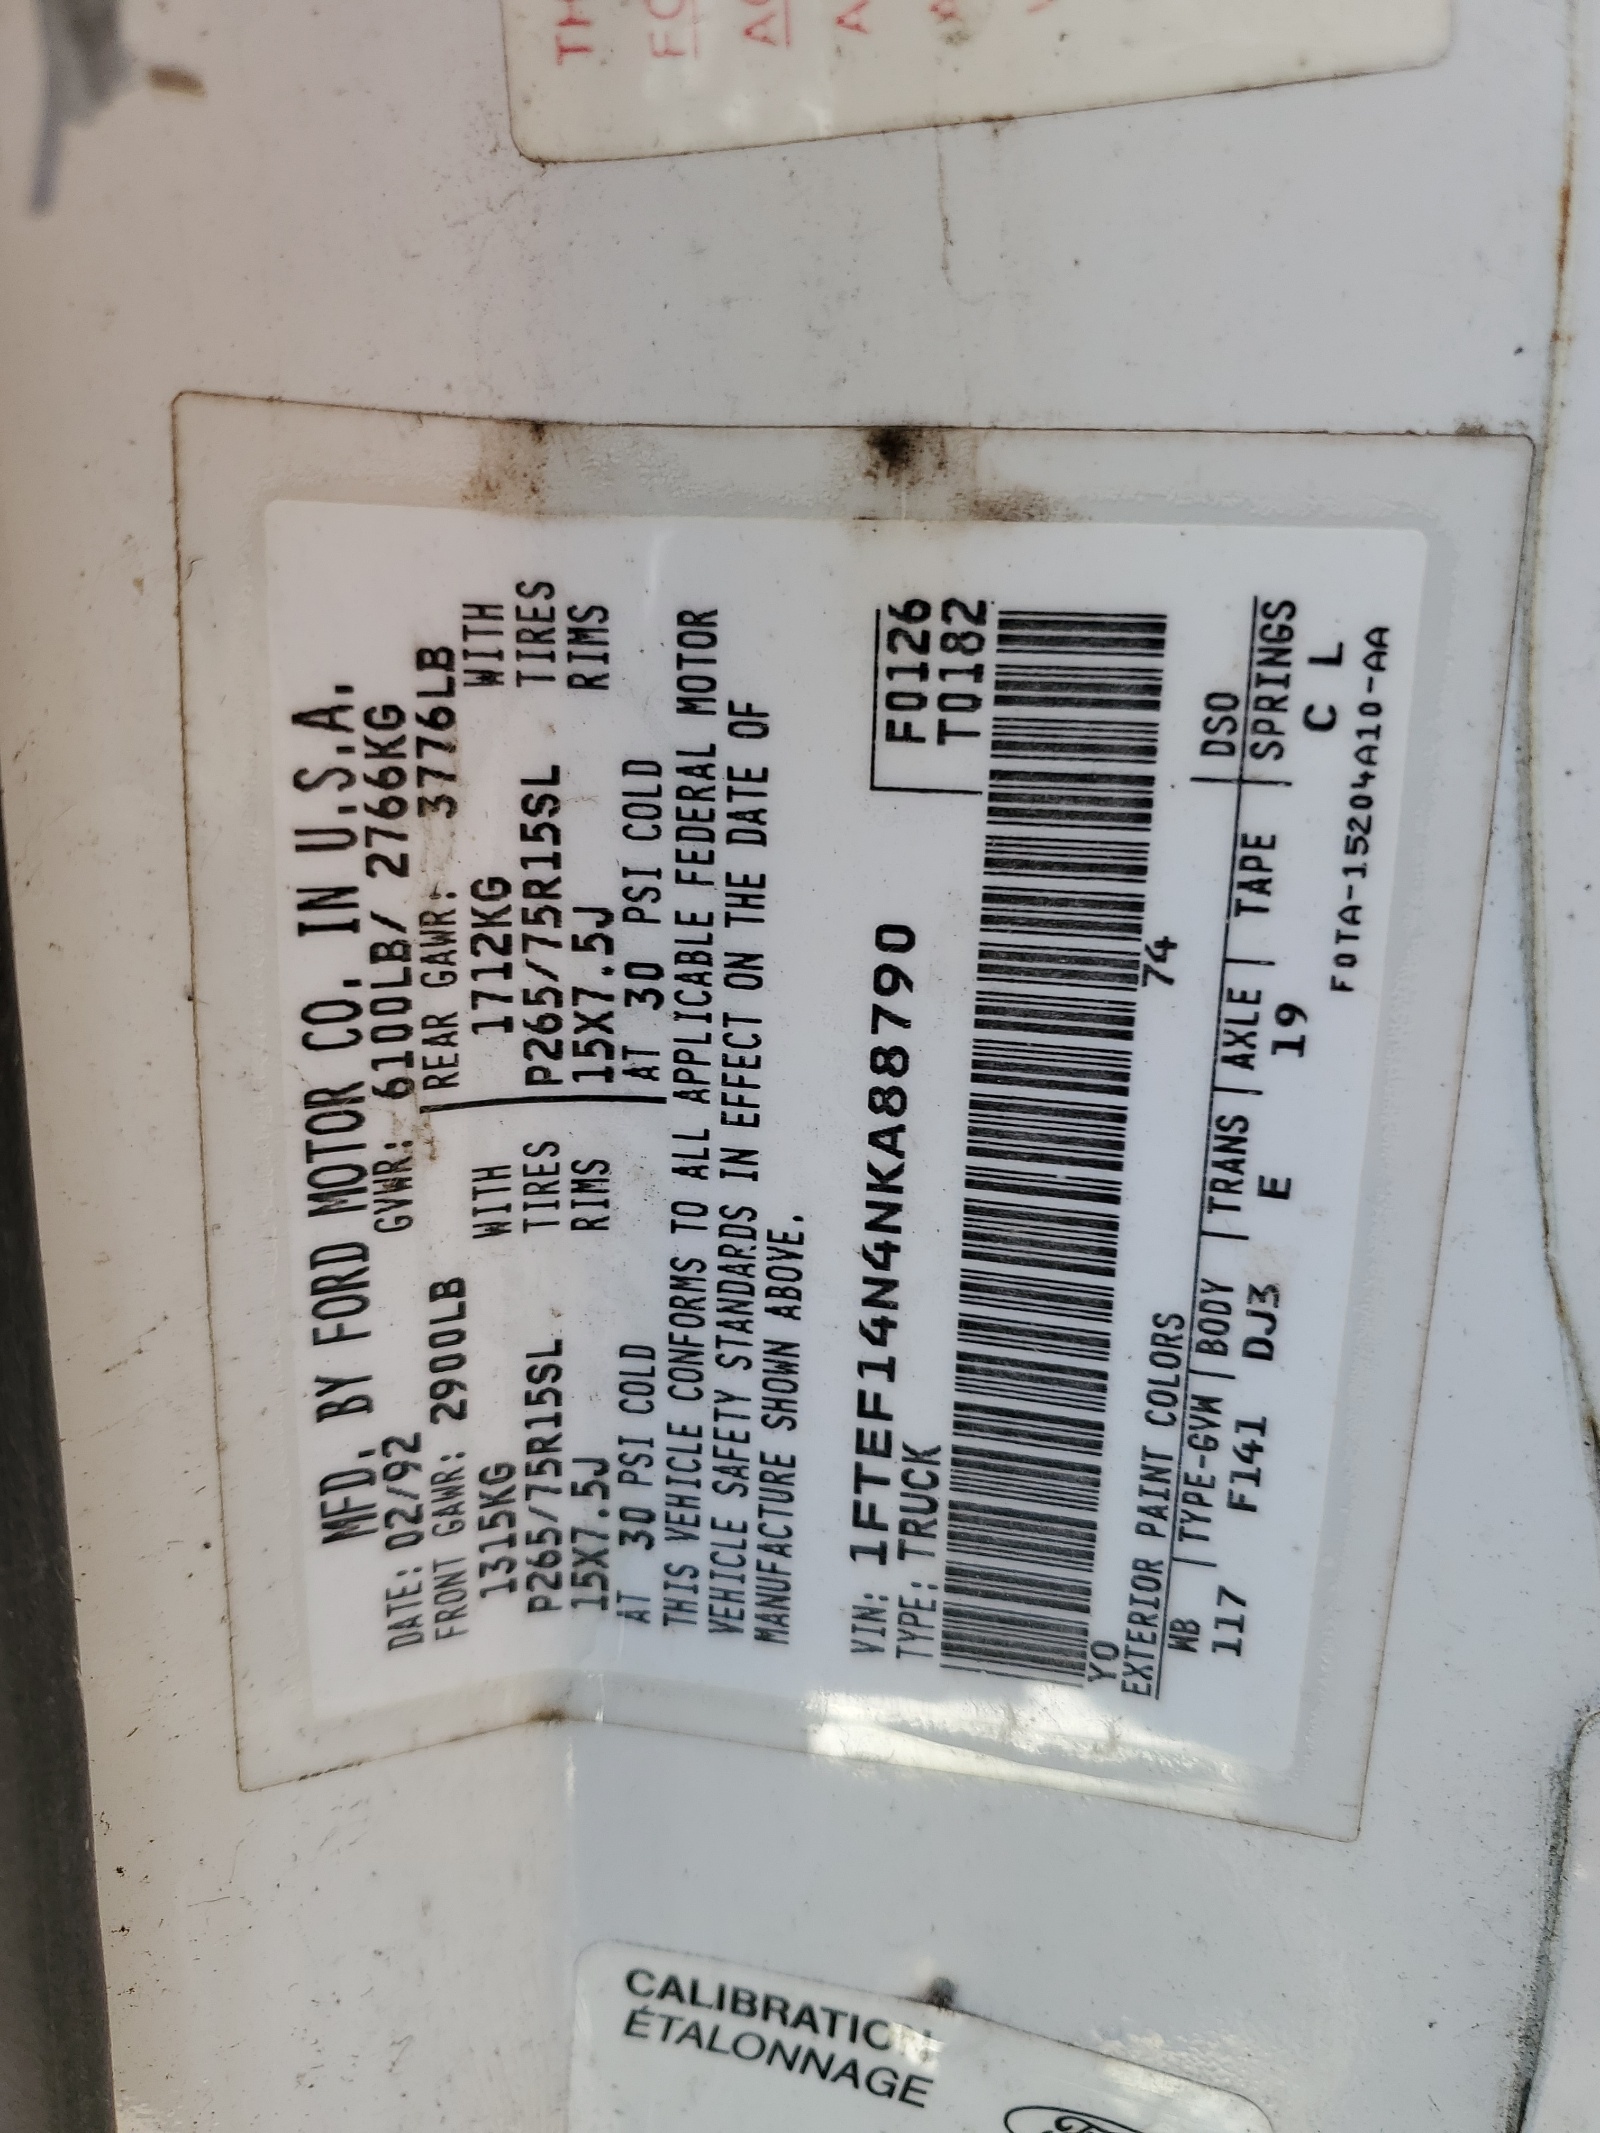 MFD. BY FORD MOTOR CO. IN U.S.A.
DATE: 02/92 GVWR: 6100LB/ 2766KG
FRONT GAWR: 2900LB REAR GAWR: 3776LB
1315KG WITH 1712KG WITH
P265/75R15SL TIRES P265/75R15SL TIRES
15X7.5J RIMS 15X7.5J RIMS
AT 30 PSI COLD AT 30 PSI COLD
THIS VEHICLE CONFORMS TO ALL APPLICABLE FEDERAL MOTOR
VEHICLE SAFETY STANDARDS IN EFFECT ON THE DATE OF
MANUFACTURE SHOWN ABOVE.
VIN: 1FTEF14N4NKA88790 F0126
TYPE: TRUCK T0182
YO 74
EXTERIOR PAINT COLORS DSO
WB TYPE-GVW BODY TRANS AXLE TAPE SPRINGS
117 F141 DJ3 E 19 C L
F0TA-15204A10-AA
CALIBRATION
ÉTALONNAGE